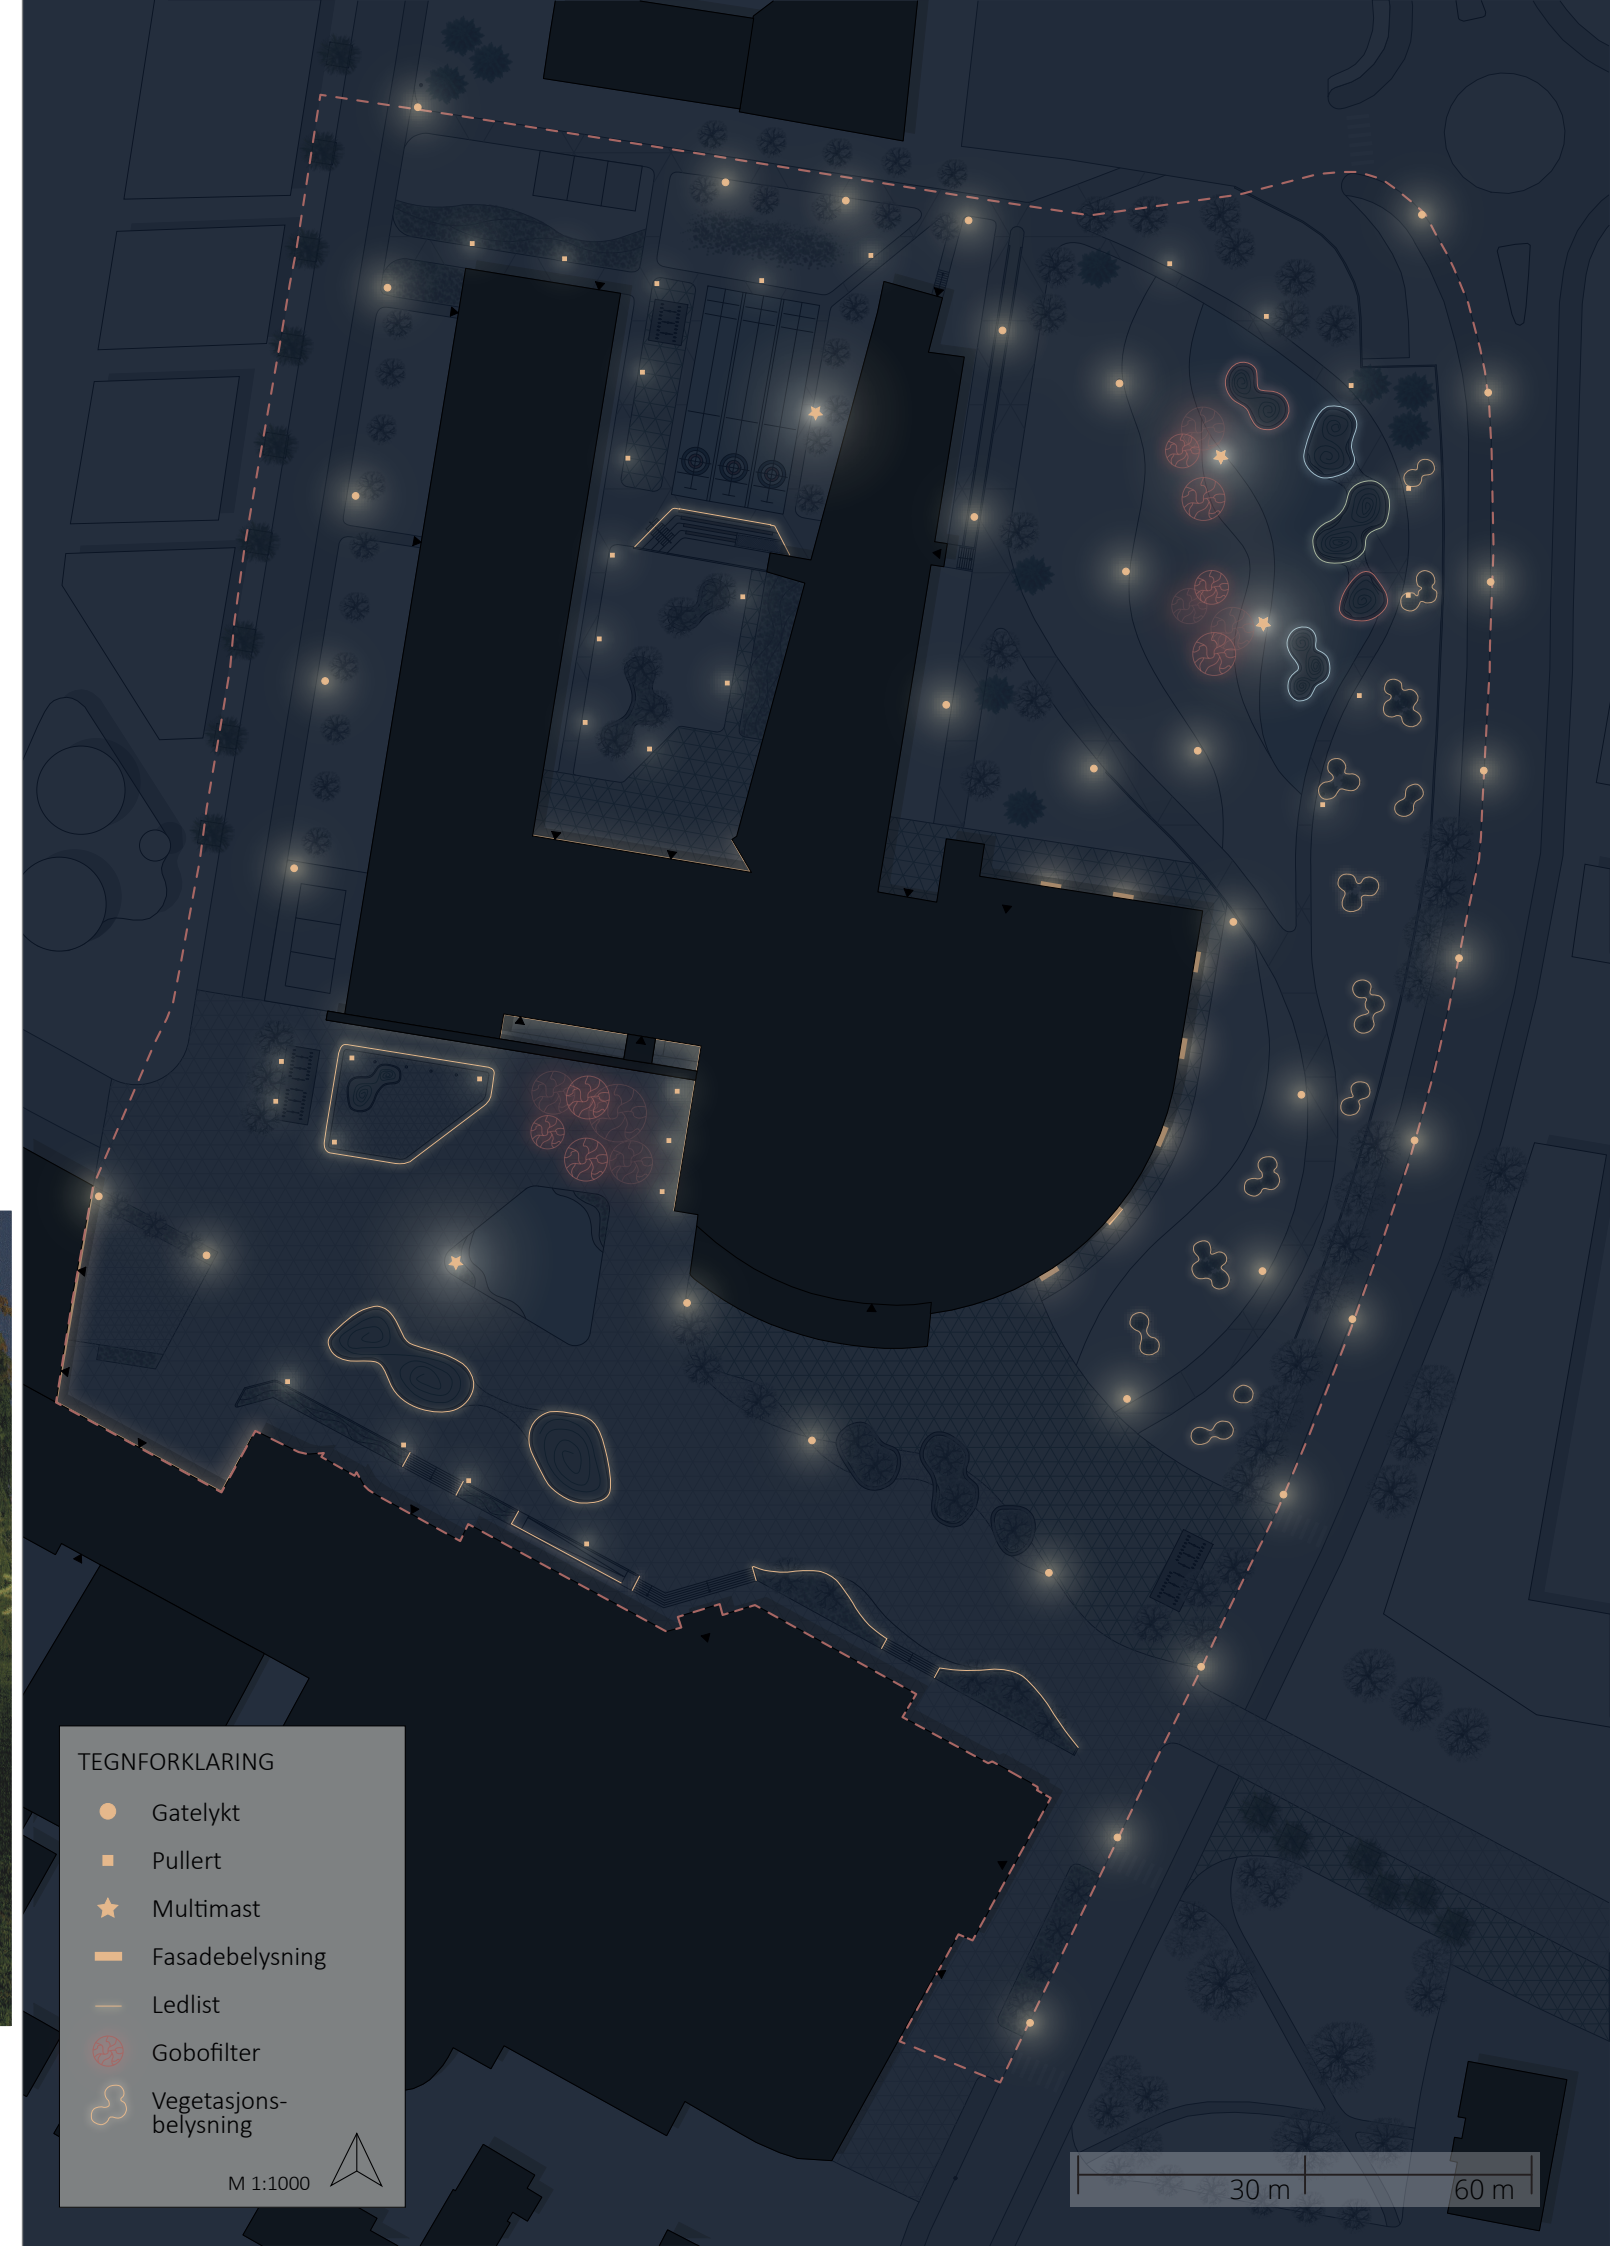 TEGNFORKLARING
Gatelykt
Pullert
Multimast
Fasadebelysning
Ledlist
Gobofilter
Vegetasjons-
belysning
M 1:1000
30 m
60 m